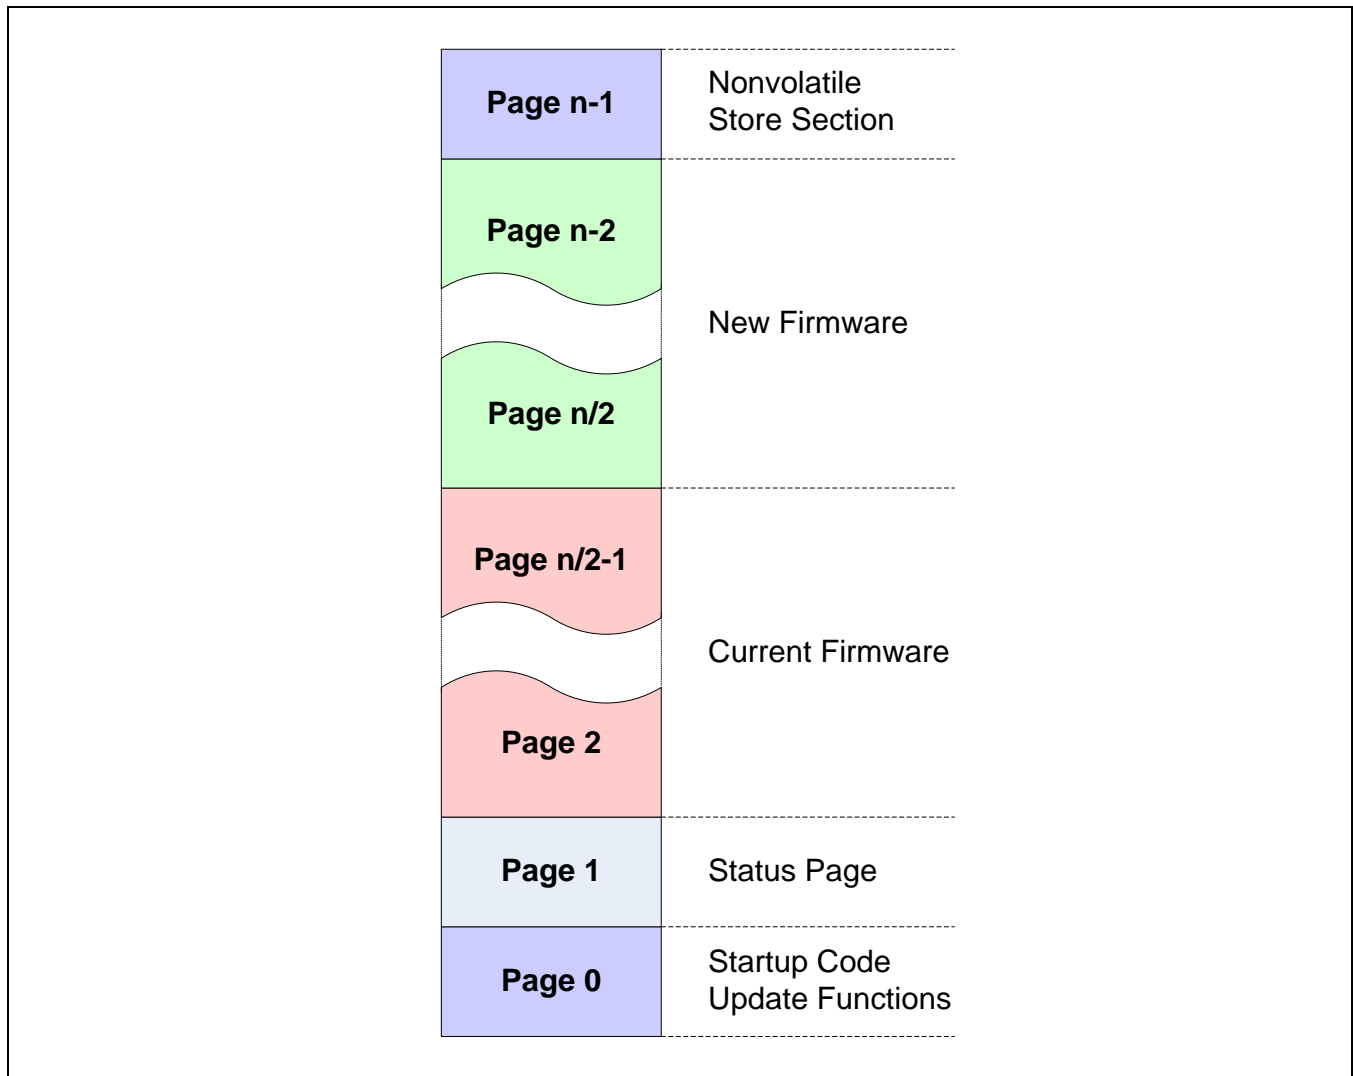 Page n-1
Nonvolatile
Store Section
Page n-2
New Firmware
Page n/2
Page n/2-1
Current Firmware
Page 2
Page 1
Status Page
Page 0
Startup Code
Update Functions